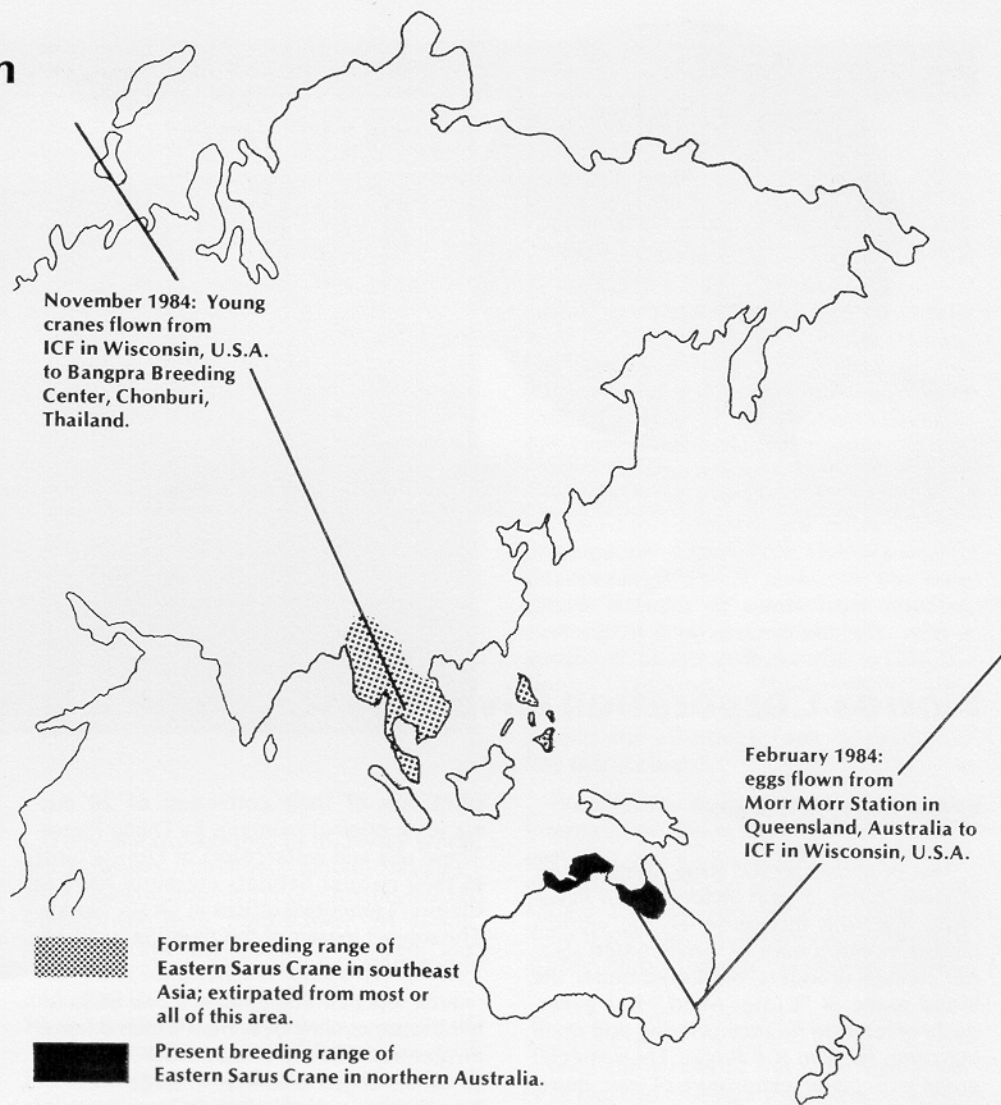 November 1984: Young
cranes flown from
ICF in Wisconsin, U.S.A.
to Bangpra Breeding
Center, Chonburi,
Thailand.
February 1984:
eggs flown from
Morr Morr Station in
Queensland, Australia to
ICF in Wisconsin, U.S.A.
Former breeding range of
Eastern Sarus Crane in southeast
Asia; extirpated from most or
all of this area.
Present breeding range of
Eastern Sarus Crane in northern Australia.